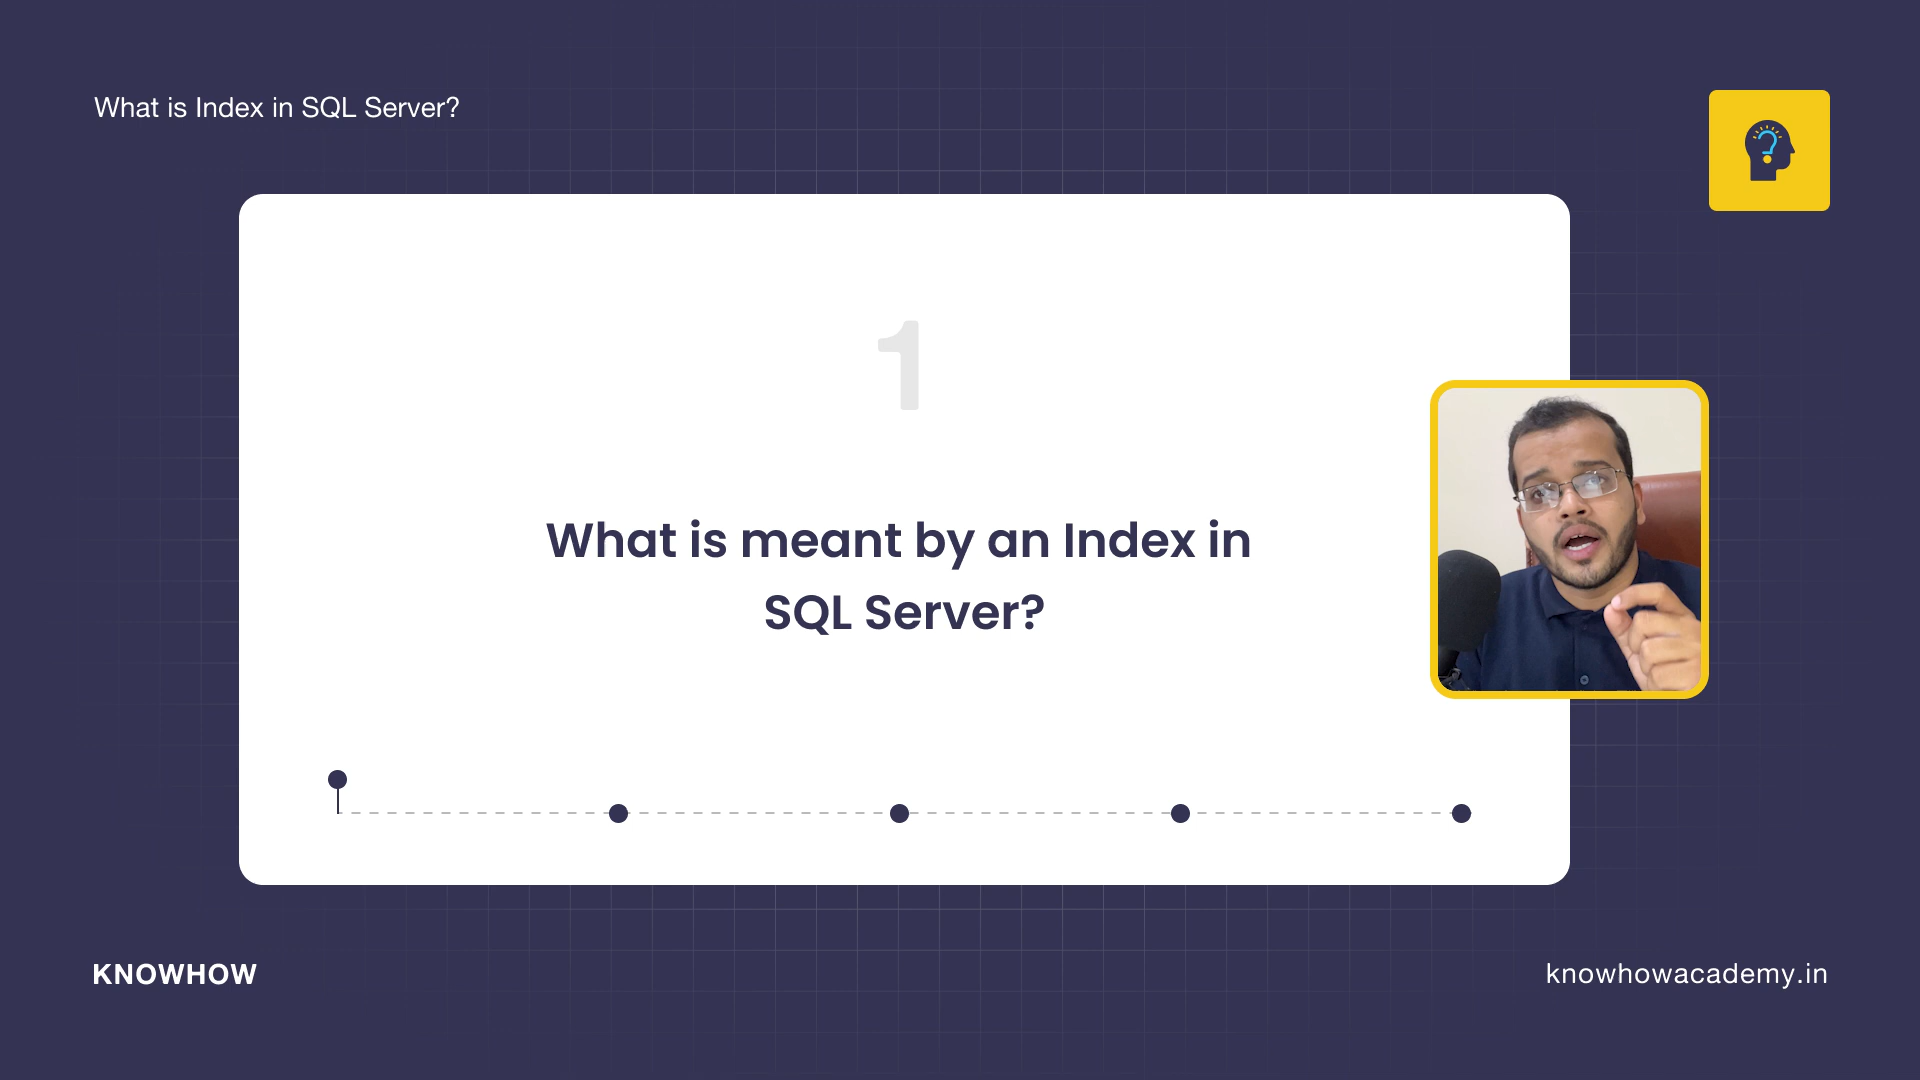 What is Index in SQL Server?
1
What is meant by an Index in
SQL Server?
KNOWHOW
knowhowacademy.in